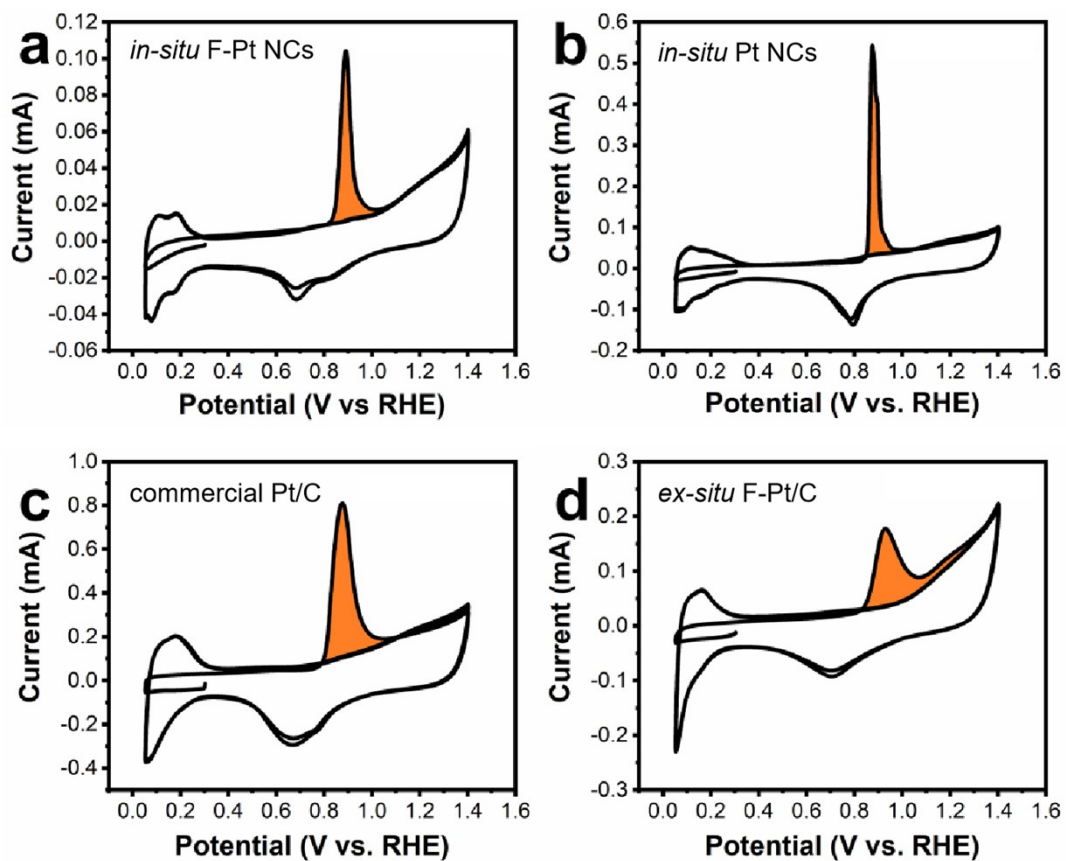 a
in-situ F-Pt NCs
0.12
0.10
0.08
0.06
0.04
0.02
0.00
-0.02
-0.04
-0.06
Current (mA)
0.0 0.2 0.4 0.6 0.8 1.0 1.2 1.4 1.6
Potential (V vs RHE)
b
in-situ Pt NCs
0.6
0.5
0.4
0.3
0.2
0.1
0.0
-0.1
-0.2
Current (mA)
0.0 0.2 0.4 0.6 0.8 1.0 1.2 1.4 1.6
Potential (V vs. RHE)
c
commercial Pt/C
1.0
0.8
0.6
0.4
0.2
0.0
-0.2
-0.4
Current (mA)
0.0 0.2 0.4 0.6 0.8 1.0 1.2 1.4 1.6
Potential (V vs. RHE)
d
ex-situ F-Pt/C
0.3
0.2
0.1
0.0
-0.1
-0.2
-0.3
Current (mA)
0.0 0.2 0.4 0.6 0.8 1.0 1.2 1.4 1.6
Potential (V vs. RHE)